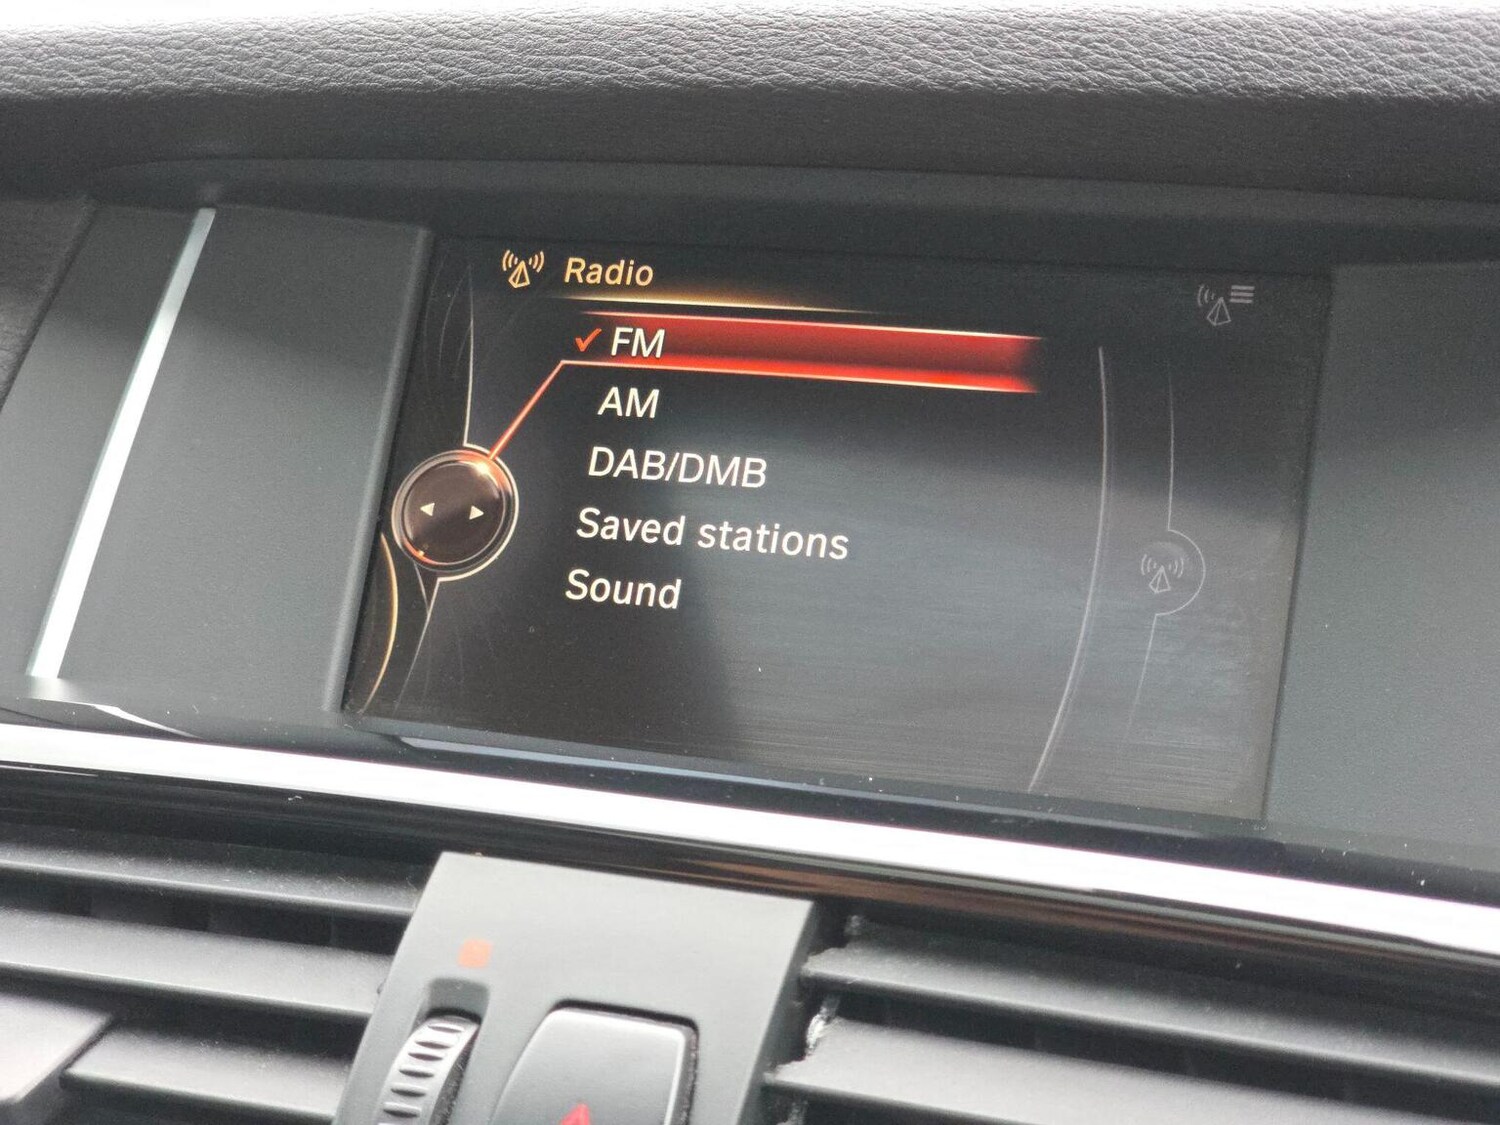 Radio
FM
AM
DAB/DMB
Saved stations
Sound